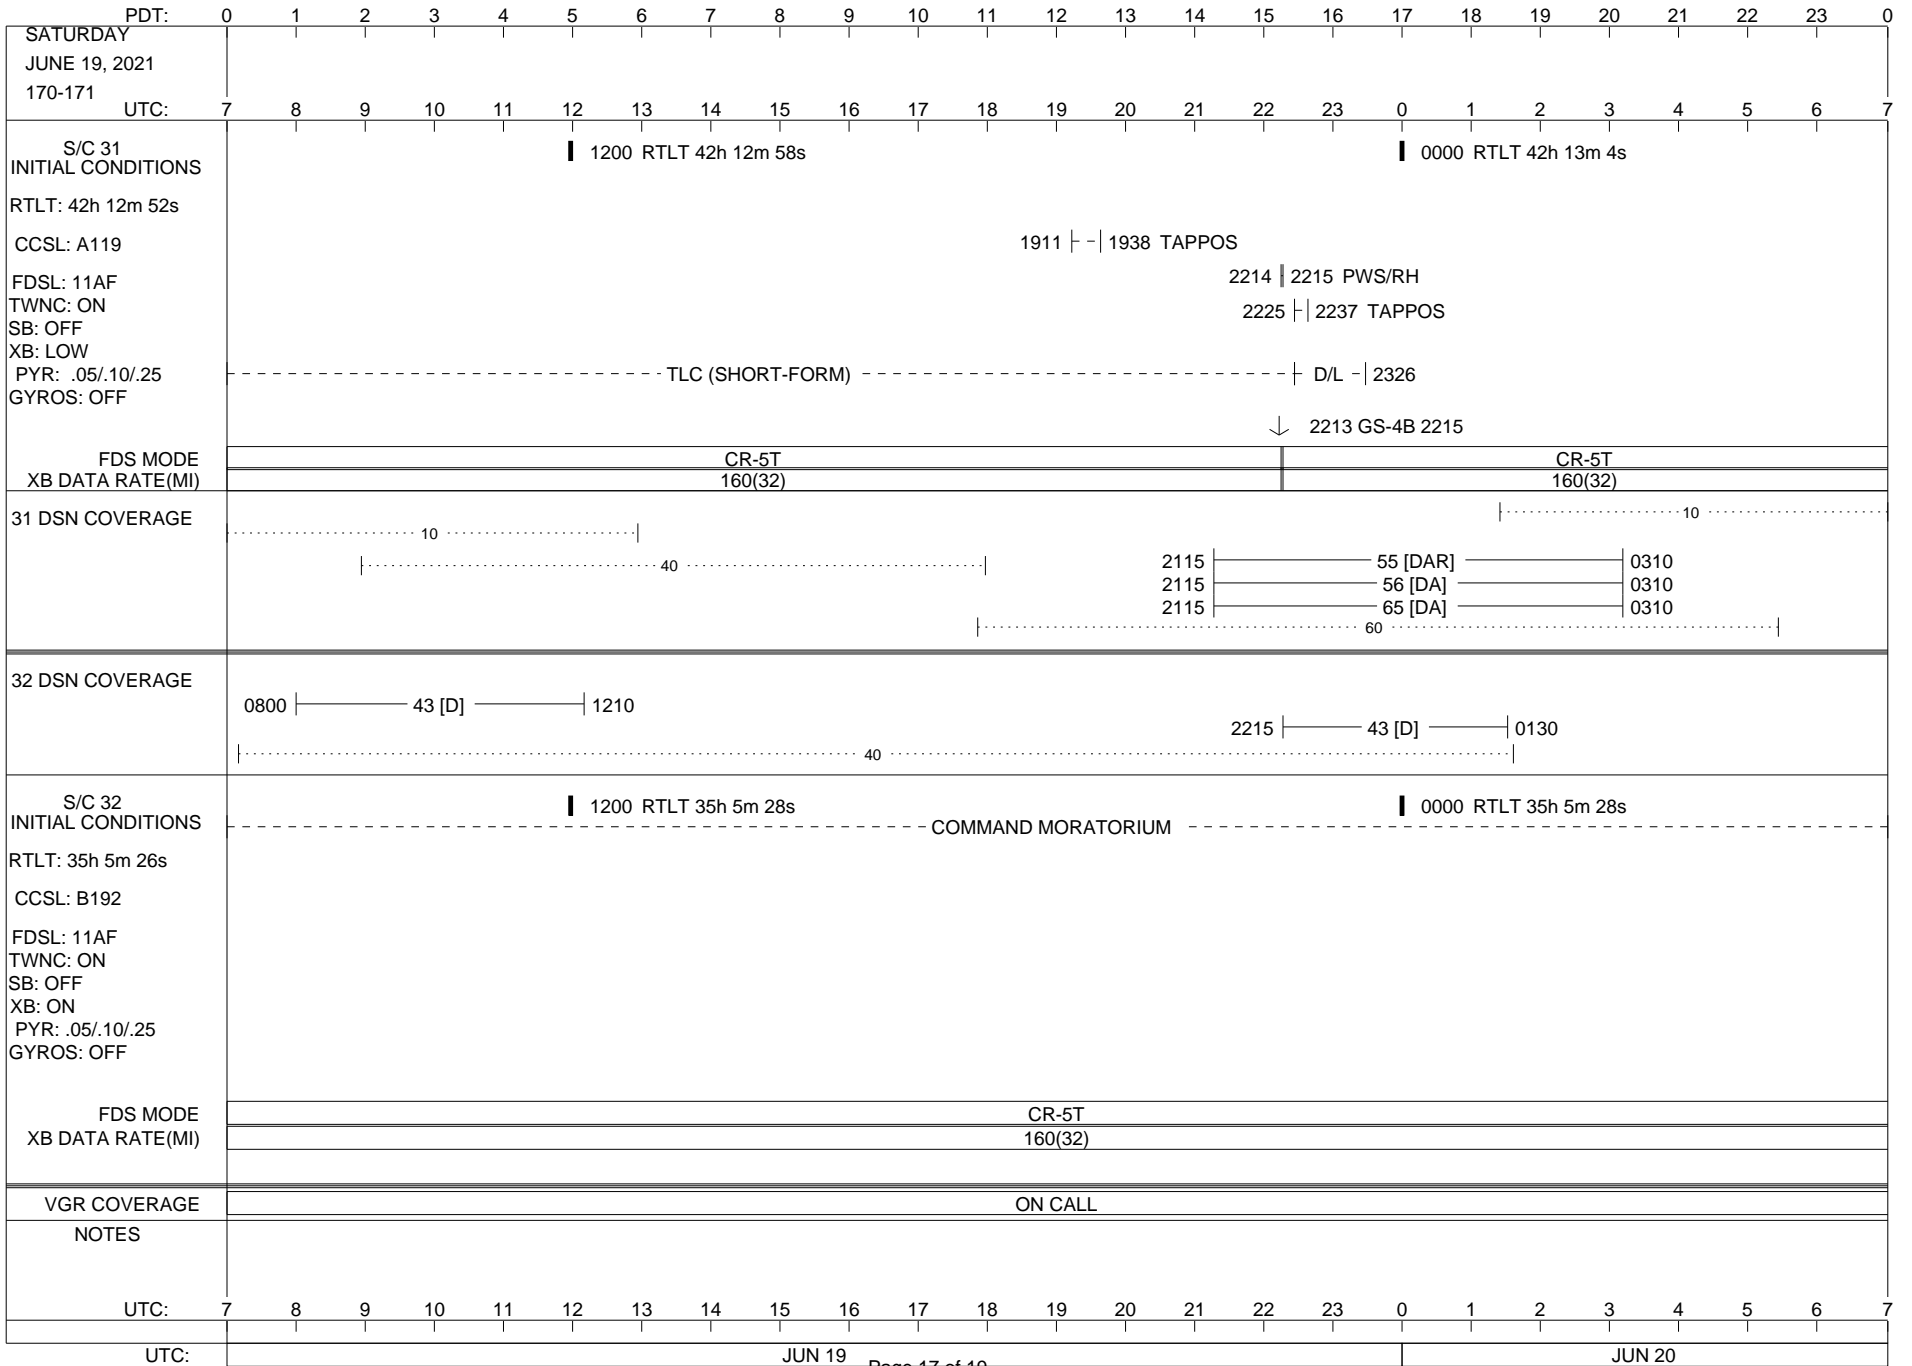 PDT: 0 1 2 3 4 5 6 7 8 9 10 11 12 13 14 15 16 17 18 19 20 21 22 23 0
SATURDAY
JUNE 19, 2021
170-171
UTC: 7 8 9 10 11 12 13 14 15 16 17 18 19 20 21 22 23 0 1 2 3 4 5 6 7
S/C 31
INITIAL CONDITIONS
1200 RTLT 42h 12m 58s
0000 RTLT 42h 13m 4s
RTLT: 42h 12m 52s
CCSL: A119
1911 1938 TAPPOS
FDSL: 11AF
2214 2215 PWS/RH
TWNC: ON
2225 2237 TAPPOS
SB: OFF
XB: LOW
PYR: .05/.10/.25
TLC (SHORT-FORM) D/L 2326
GYROS: OFF
2213 GS-4B 2215
FDS MODE CR-5T CR-5T
XB DATA RATE(MI) 160(32) 160(32)
31 DSN COVERAGE
10
10
40
2115 55 [DAR] 0310
2115 56 [DA] 0310
2115 65 [DA] 0310
60
32 DSN COVERAGE
0800 43 [D] 1210
2215 43 [D] 0130
40
S/C 32
INITIAL CONDITIONS
1200 RTLT 35h 5m 28s
0000 RTLT 35h 5m 28s
COMMAND MORATORIUM
RTLT: 35h 5m 26s
CCSL: B192
FDSL: 11AF
TWNC: ON
SB: OFF
XB: ON
PYR: .05/.10/.25
GYROS: OFF
FDS MODE CR-5T
XB DATA RATE(MI) 160(32)
VGR COVERAGE ON CALL
NOTES
UTC: 7 8 9 10 11 12 13 14 15 16 17 18 19 20 21 22 23 0 1 2 3 4 5 6 7
UTC: JUN 19 JUN 20
Page 17 of 19